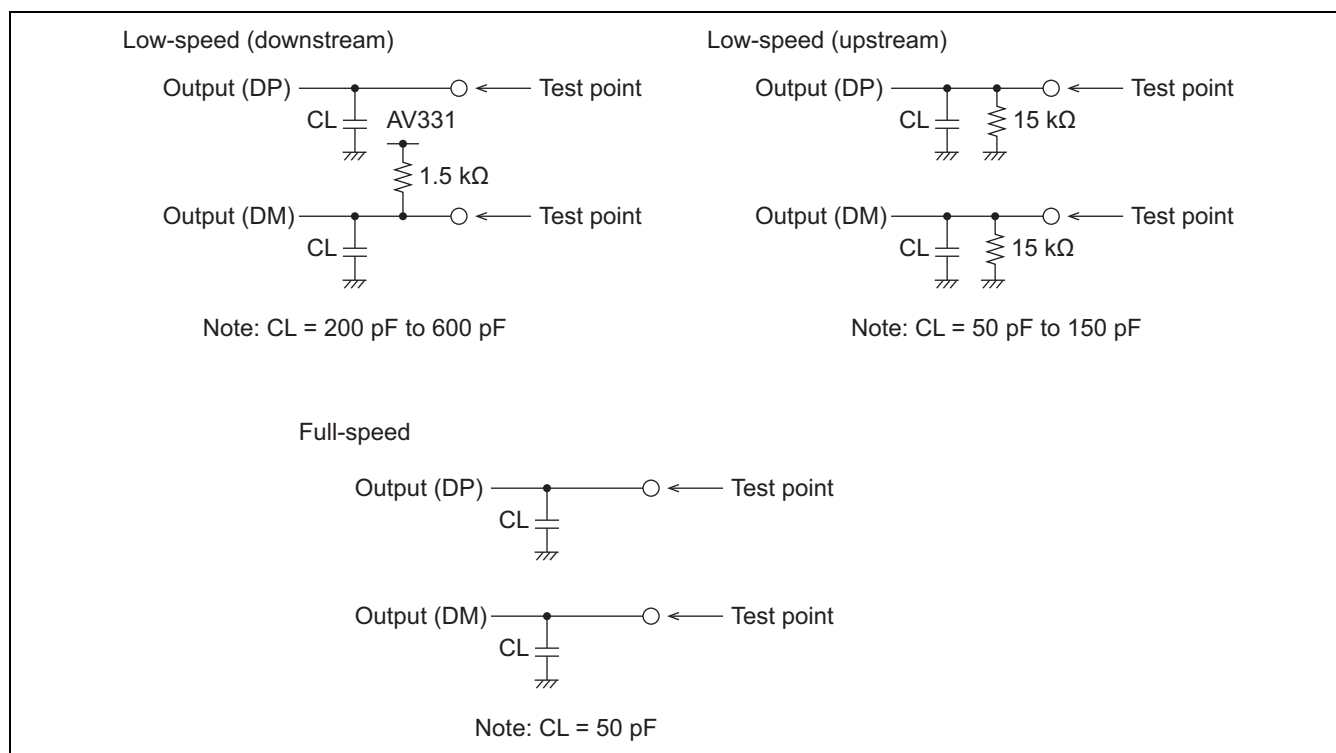 Low-speed (downstream)
Output (DP)
Test point
CL
AV331
1.5 kΩ
Output (DM)
Test point
CL
Note: CL = 200 pF to 600 pF
Low-speed (upstream)
Output (DP)
Test point
CL
15 kΩ
Output (DM)
Test point
CL
15 kΩ
Note: CL = 50 pF to 150 pF
Full-speed
Output (DP)
Test point
CL
Output (DM)
Test point
CL
Note: CL = 50 pF